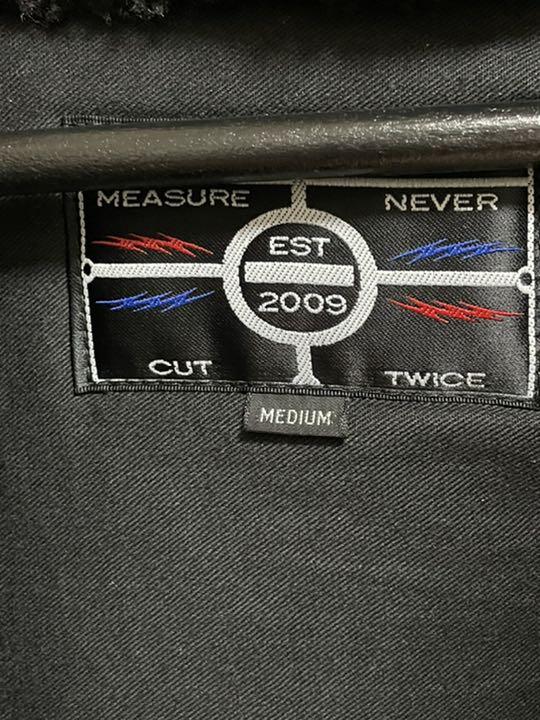 MEASURE NEVER
EST
2009
CUT TWICE
MEDIUM